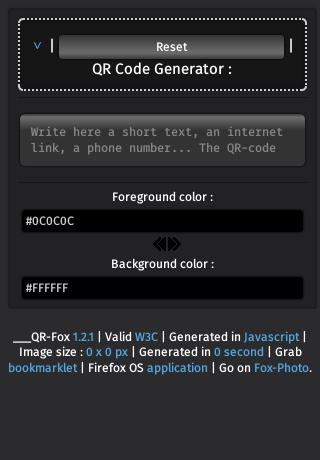 v | Reset |
QR Code Generator :
Write here a short text, an internet
link, a phone number... The QR-code
Foreground color :
#0C0C0C
Background color :
#FFFFFF
___QR-Fox 1.2.1 | Valid W3C | Generated in Javascript |
Image size : 0 x 0 px | Generated in 0 second | Grab
bookmarklet | Firefox OS application | Go on Fox-Photo.